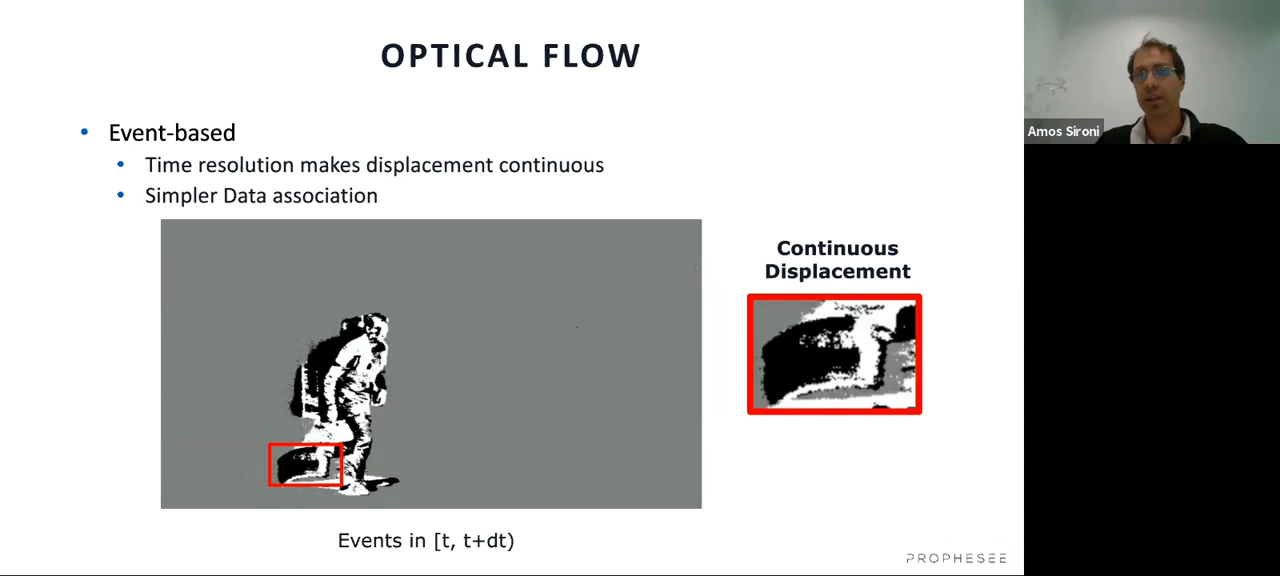 OPTICAL FLOW
• Event-based
• Time resolution makes displacement continuous
• Simpler Data association
Continuous
Displacement
Events in [t, t+dt)
PROPHESEE
Amos Sironi